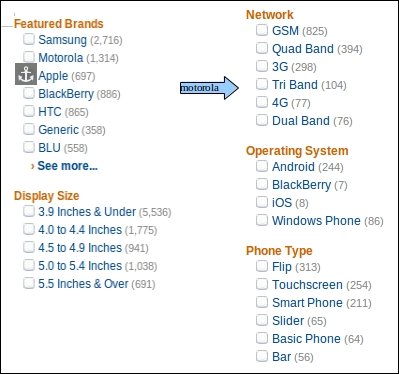 Featured Brands
Samsung (2,716)
Motorola (1,314)
Apple (697)
BlackBerry (886)
HTC (865)
Generic (358)
BLU (558)
› See more...
Display Size
3.9 Inches & Under (5,536)
4.0 to 4.4 Inches (1,775)
4.5 to 4.9 Inches (941)
5.0 to 5.4 Inches (1,038)
5.5 Inches & Over (691)
motorola
Network
GSM (825)
Quad Band (394)
3G (298)
Tri Band (104)
4G (77)
Dual Band (76)
Operating System
Android (244)
BlackBerry (7)
iOS (8)
Windows Phone (86)
Phone Type
Flip (313)
Touchscreen (254)
Smart Phone (211)
Slider (65)
Basic Phone (64)
Bar (56)